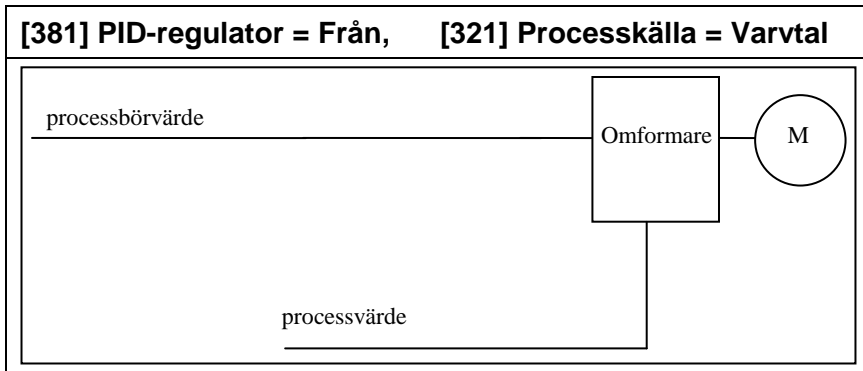 [381] PID-regulator = Från, [321] Processkälla = Varvtal
processbörvärde
Omformare
M
processvärde